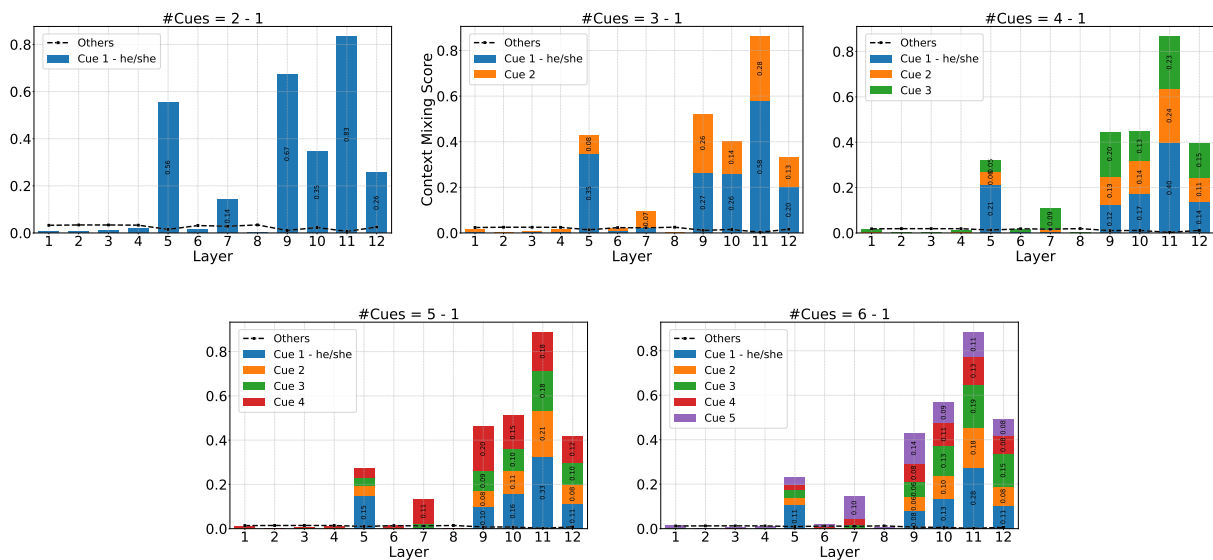 #Cues = 2 - 1
Others
Cue 1 - he/she
0.8
0.6
0.4
0.2
0.0
0.56
0.14
0.67
0.35
0.83
0.26
1 2 3 4 5 6 7 8 9 10 11 12
Layer
#Cues = 3 - 1
Context Mixing Score
Others
Cue 1 - he/she
Cue 2
0.8
0.6
0.4
0.2
0.0
0.35
0.08
0.07
0.27
0.26
0.26
0.14
0.58
0.28
0.20
0.13
1 2 3 4 5 6 7 8 9 10 11 12
Layer
#Cues = 4 - 1
Others
Cue 1 - he/she
Cue 2
Cue 3
0.8
0.6
0.4
0.2
0.0
0.21
0.06
0.05
0.09
0.12
0.13
0.20
0.17
0.14
0.13
0.40
0.24
0.23
0.14
0.11
0.15
1 2 3 4 5 6 7 8 9 10 11 12
Layer
#Cues = 5 - 1
Others
Cue 1 - he/she
Cue 2
Cue 3
Cue 4
0.8
0.6
0.4
0.2
0.0
0.15
0.11
0.10
0.08
0.09
0.20
0.16
0.11
0.10
0.15
0.33
0.21
0.18
0.18
0.11
0.08
0.10
0.12
1 2 3 4 5 6 7 8 9 10 11 12
Layer
#Cues = 6 - 1
Others
Cue 1 - he/she
Cue 2
Cue 3
Cue 4
Cue 5
0.8
0.6
0.4
0.2
0.0
0.11
0.10
0.08
0.06
0.06
0.08
0.14
0.13
0.10
0.13
0.11
0.09
0.28
0.18
0.19
0.13
0.11
0.11
0.08
0.15
0.08
0.08
1 2 3 4 5 6 7 8 9 10 11 12
Layer